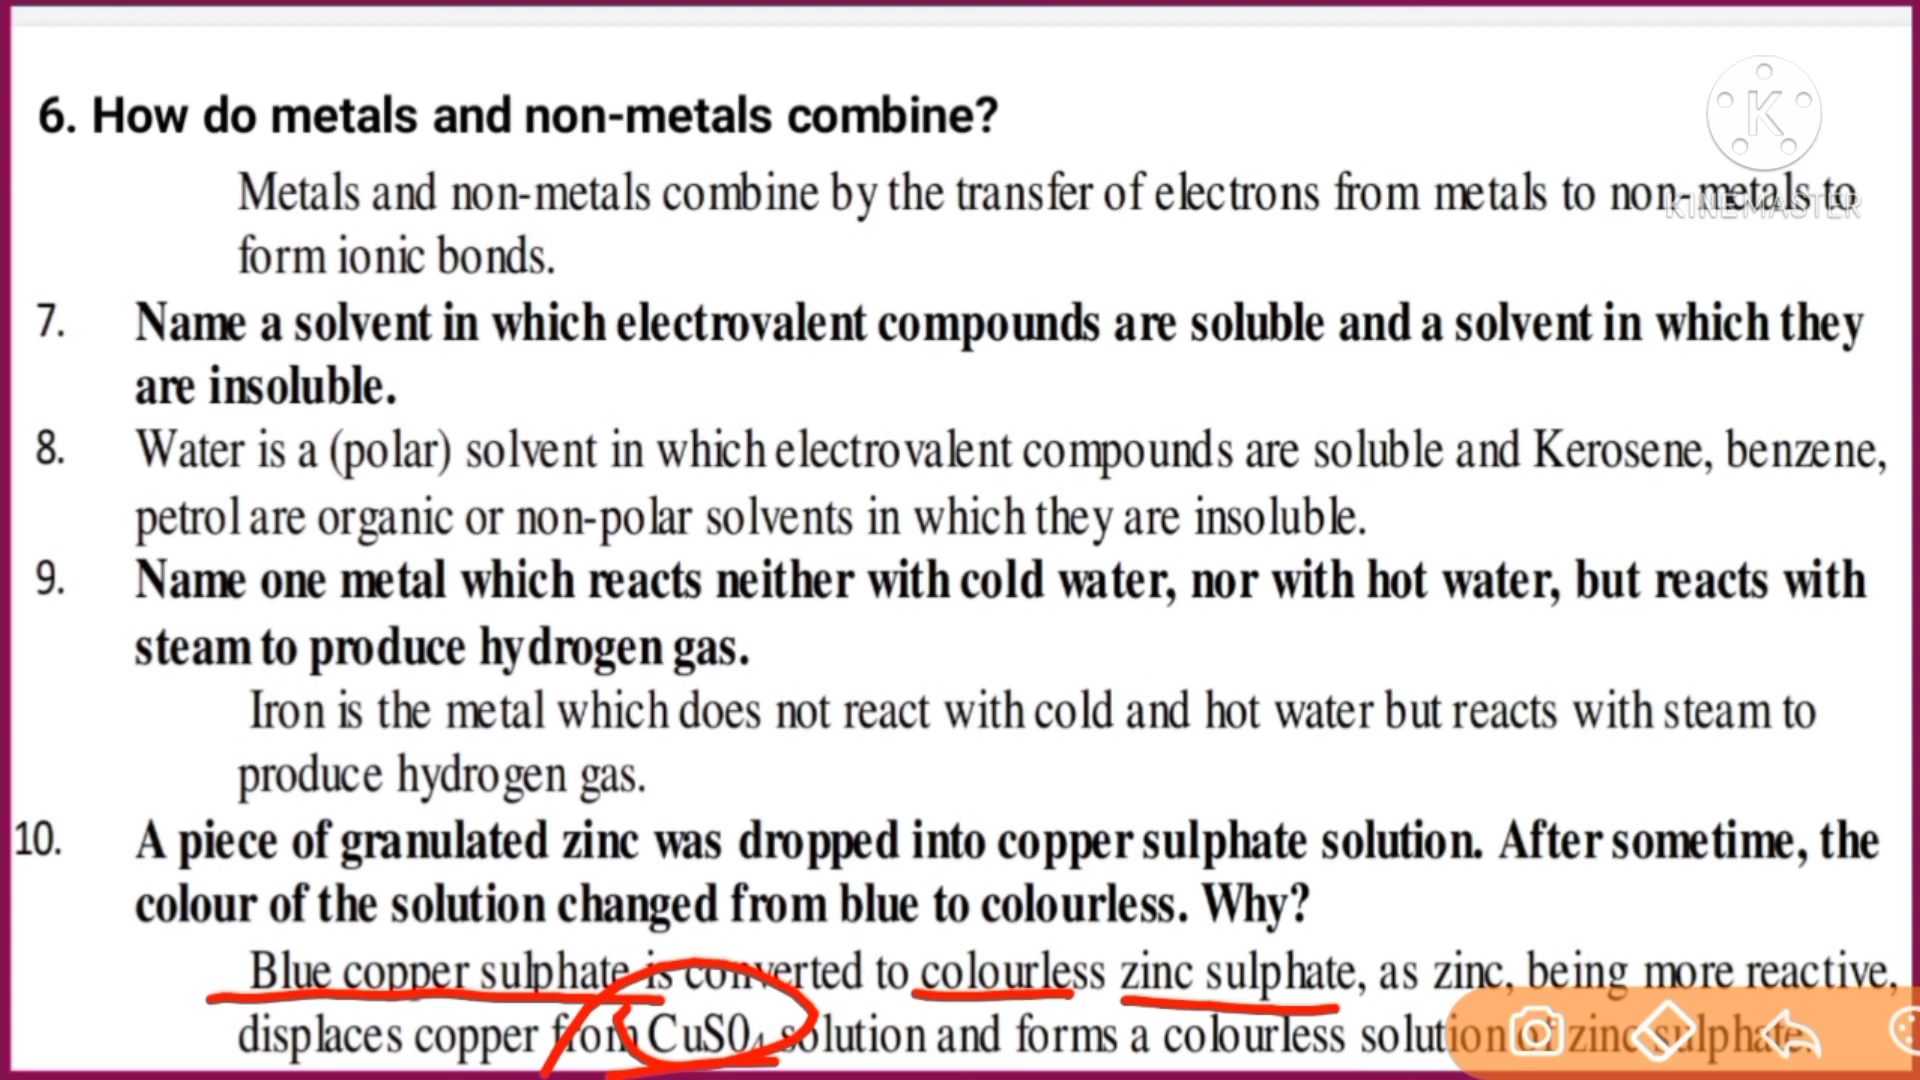 6. How do metals and non-metals combine?
K
Metals and non-metals combine by the transfer of electrons from metals to non-metals to
KINEMASTER
form ionic bonds.
7. Name a solvent in which electrovalent compounds are soluble and a solvent in which they
are insoluble.
8. Water is a (polar) solvent in which electrovalent compounds are soluble and Kerosene, benzene,
petrol are organic or non-polar solvents in which they are insoluble.
9. Name one metal which reacts neither with cold water, nor with hot water, but reacts with
steam to produce hydrogen gas.
Iron is the metal which does not react with cold and hot water but reacts with steam to
produce hydrogen gas.
10. A piece of granulated zinc was dropped into copper sulphate solution. After sometime, the
colour of the solution changed from blue to colourless. Why?
Blue copper sulphate is converted to colourless zinc sulphate, as zinc, being more reactive,
displaces copper from CuSO₄ solution and forms a colourless solution of zinc sulphate.